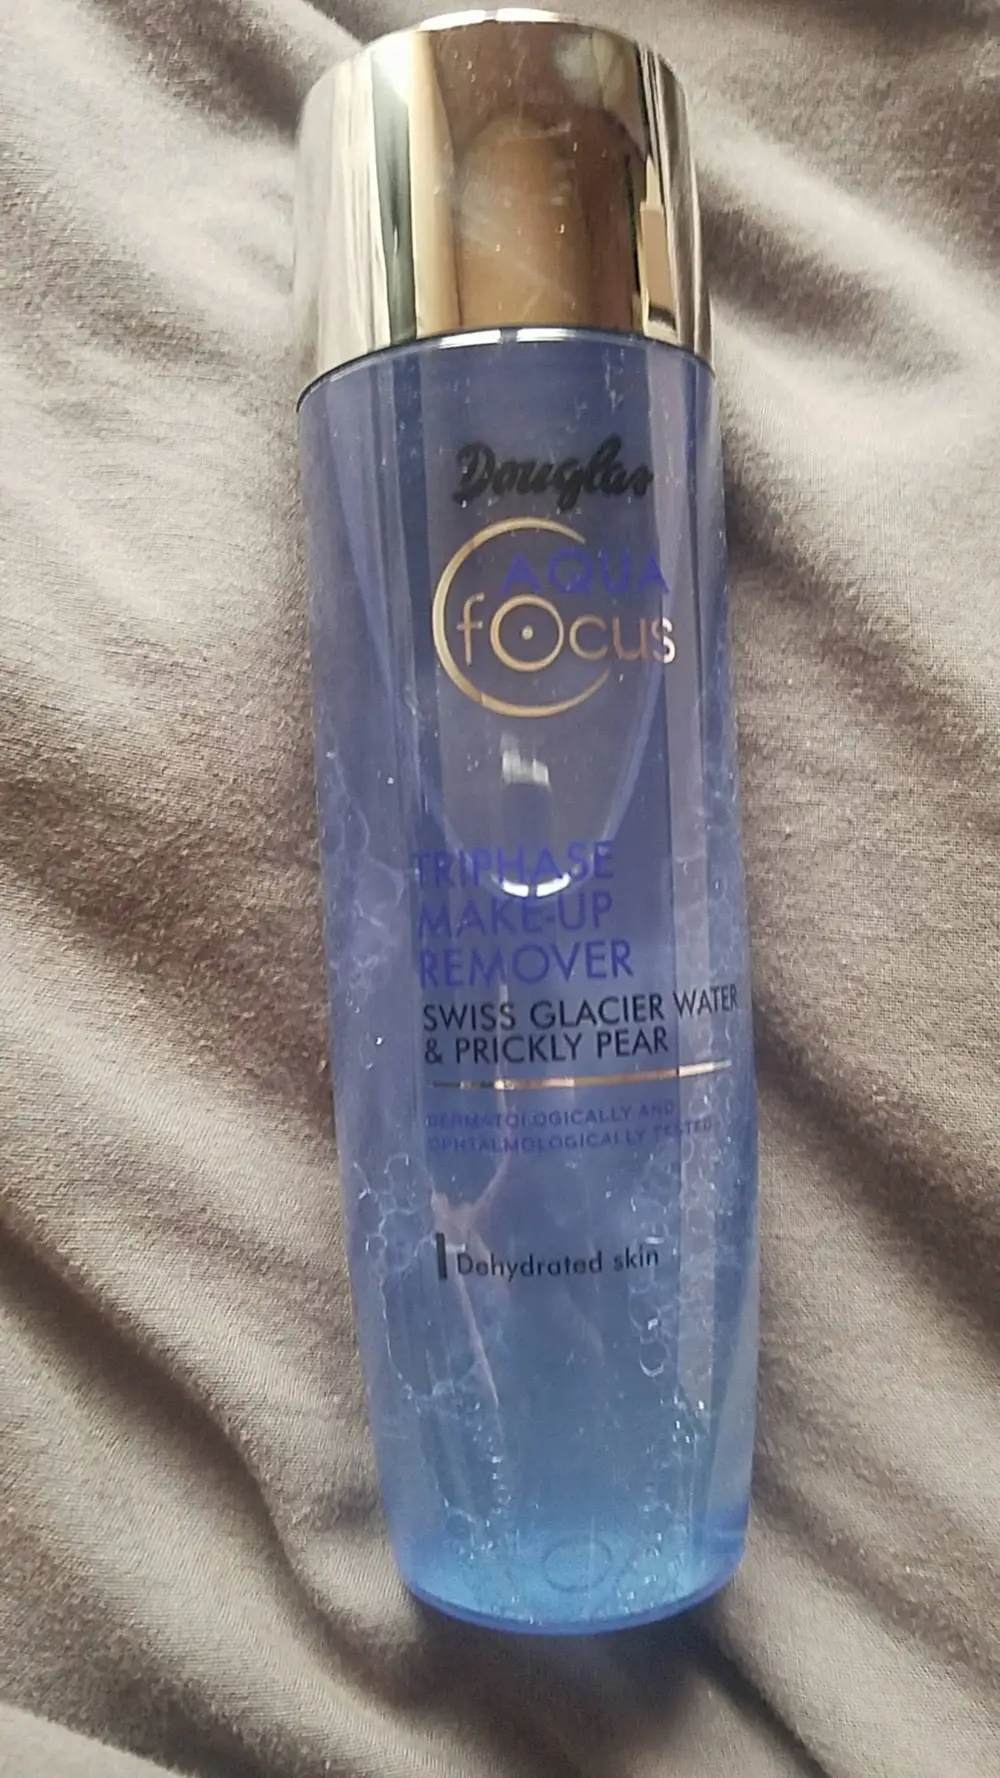 Douglas
AQUA
focus
TRIPHASE
MAKE-UP
REMOVER
SWISS GLACIER WATER
& PRICKLY PEAR
DERMATOLOGICALLY AND
OPHTALMOLOGICALLY TESTED
Dehydrated skin